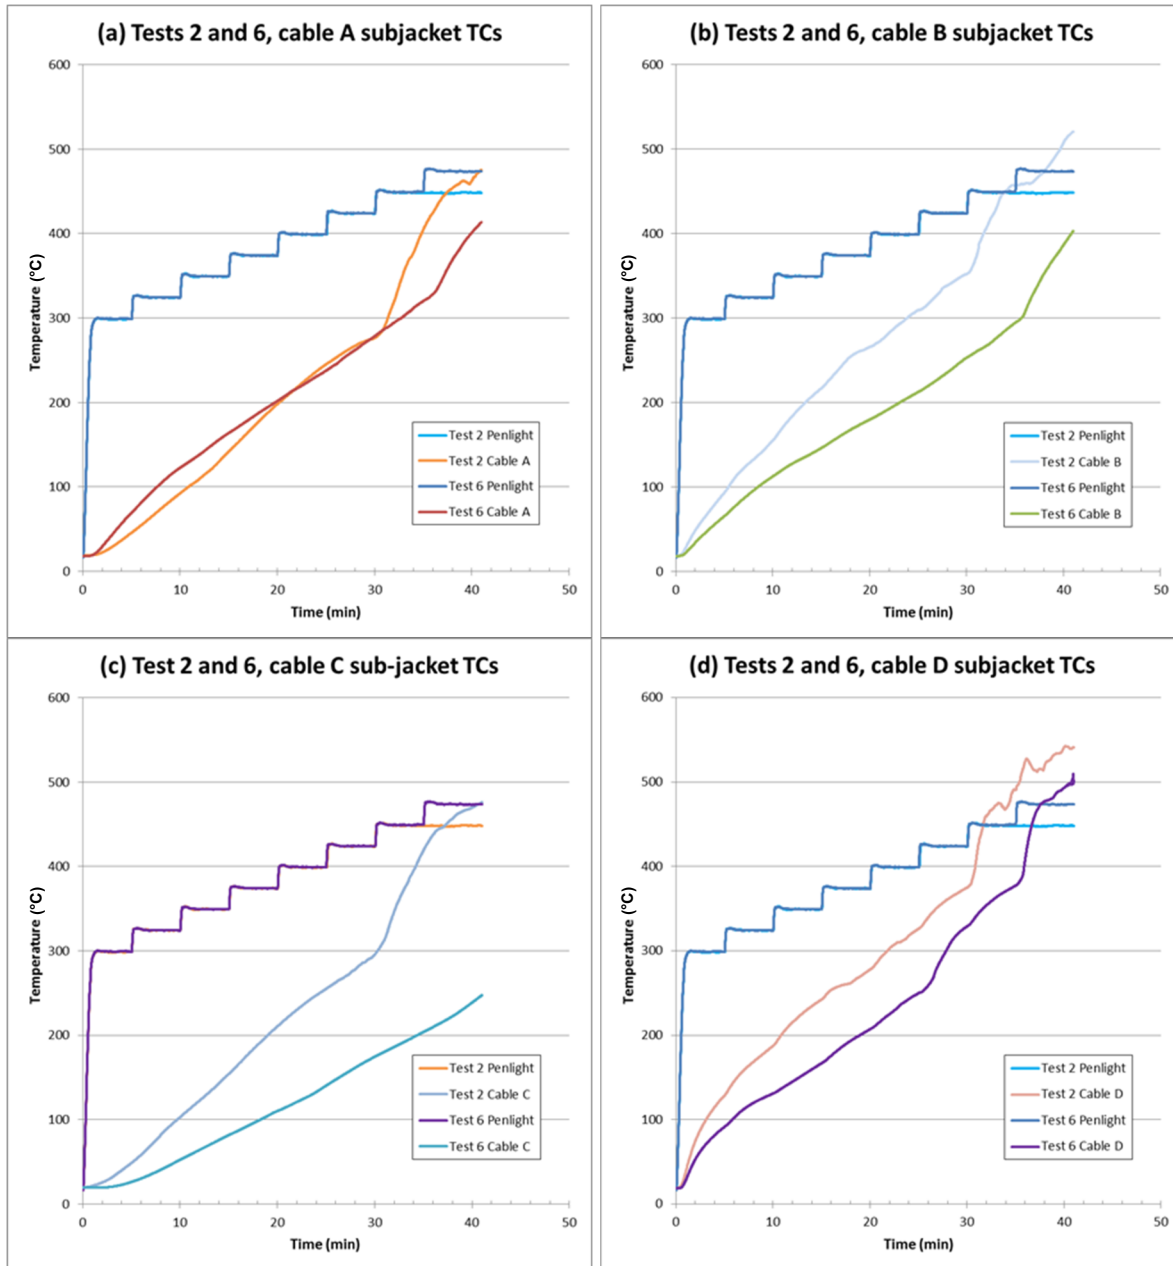 (a) Tests 2 and 6, cable A subjacket TCs
600
500
400
300
200
100
0
Temperature (°C)
0 10 20 30 40 50
Time (min)
Test 2 Penlight
Test 2 Cable A
Test 6 Penlight
Test 6 Cable A
(b) Tests 2 and 6, cable B subjacket TCs
600
500
400
300
200
100
0
Temperature (°C)
0 10 20 30 40 50
Time (min)
Test 2 Penlight
Test 2 Cable B
Test 6 Penlight
Test 6 Cable B
(c) Test 2 and 6, cable C sub-jacket TCs
600
500
400
300
200
100
0
Temperature (°C)
0 10 20 30 40 50
Time (min)
Test 2 Penlight
Test 2 Cable C
Test 6 Penlight
Test 6 Cable C
(d) Tests 2 and 6, cable D subjacket TCs
600
500
400
300
200
100
0
Temperature (°C)
0 10 20 30 40 50
Time (min)
Test 2 Penlight
Test 2 Cable D
Test 6 Penlight
Test 6 Cable D